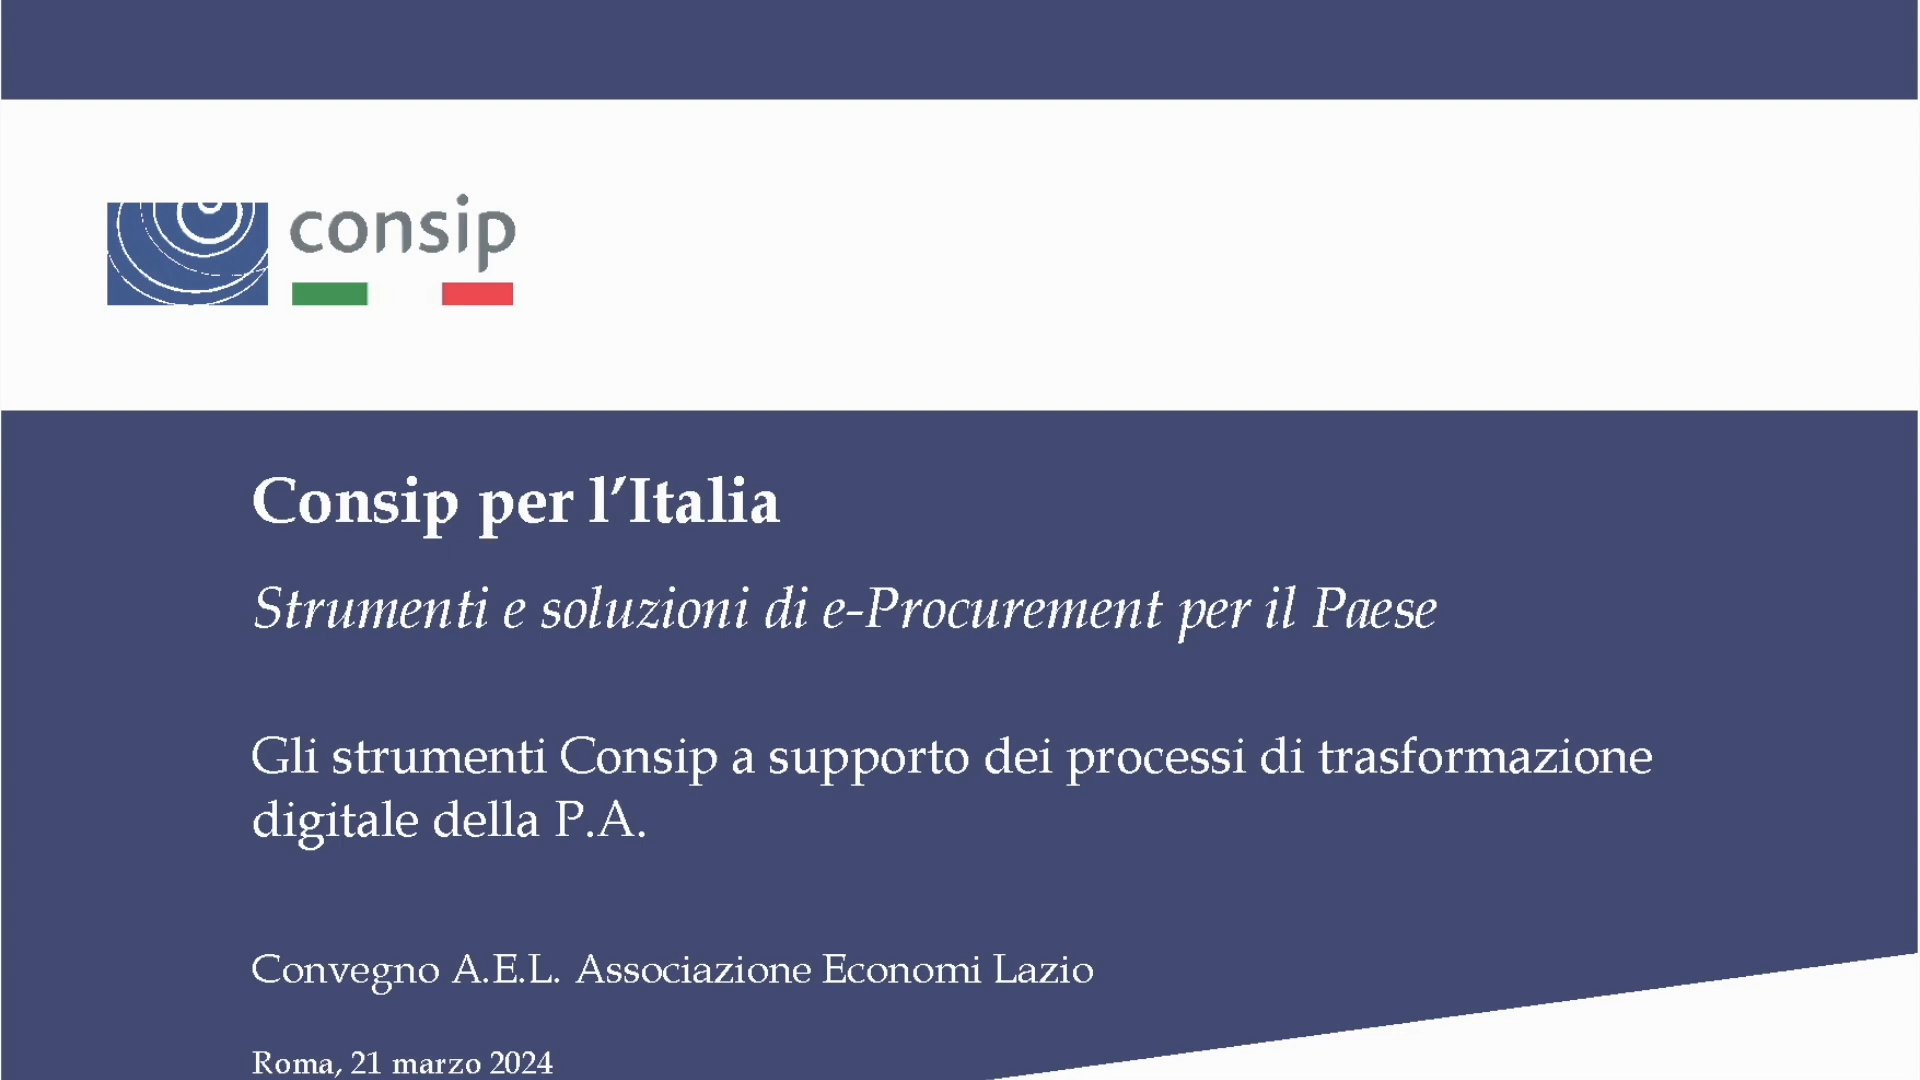 consip
Consip per l’Italia
Strumenti e soluzioni di e-Procurement per il Paese
Gli strumenti Consip a supporto dei processi di trasformazione
digitale della P.A.
Convegno A.E.L. Associazione Economi Lazio
Roma, 21 marzo 2024